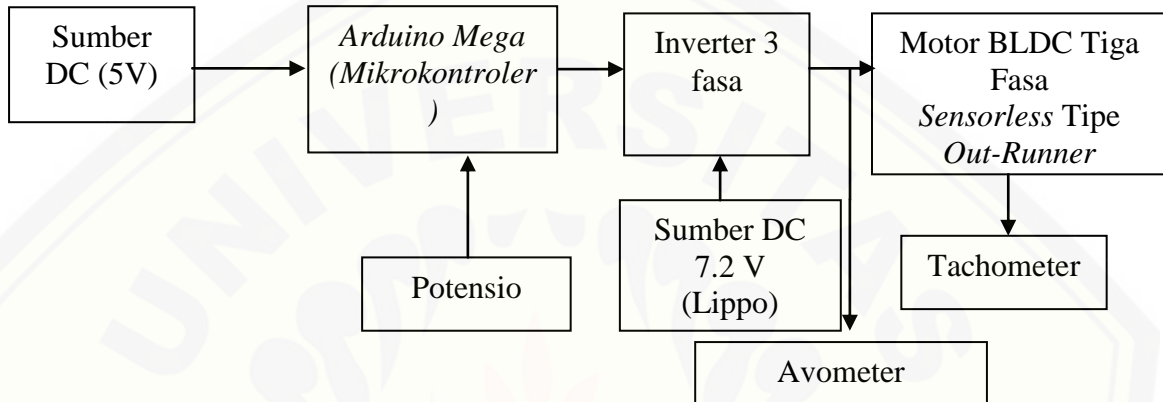 Sumber
DC (5V)
Arduino Mega
(Mikrokontroler
)
Inverter 3
fasa
Motor BLDC Tiga
Fasa
Sensorless Tipe
Out-Runner
Potensio
Sumber DC
7.2 V
(Lippo)
Tachometer
Avometer
UNIVERSITAS